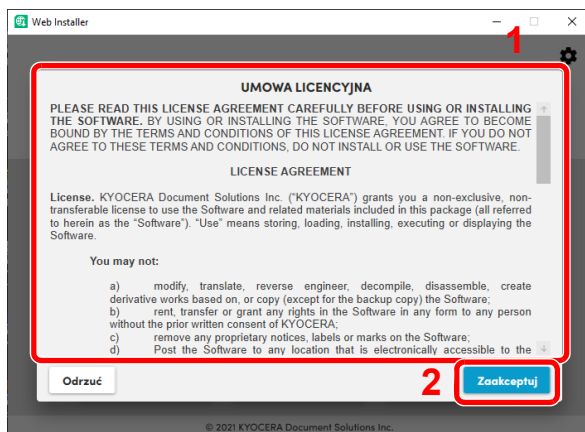 Web Installer
1
UMOWA LICENCYJNA
PLEASE READ THIS LICENSE AGREEMENT CAREFULLY BEFORE USING OR INSTALLING
THE SOFTWARE. BY USING OR INSTALLING THE SOFTWARE, YOU AGREE TO BECOME
BOUND BY THE TERMS AND CONDITIONS OF THIS LICENSE AGREEMENT. IF YOU DO NOT
AGREE TO THESE TERMS AND CONDITIONS, DO NOT INSTALL OR USE THE SOFTWARE.
LICENSE AGREEMENT
License. KYOCERA Document Solutions Inc. (“KYOCERA”) grants you a non-exclusive, non-
transferable license to use the Software and related materials included in this package (all referred
to herein as the “Software”). “Use” means storing, loading, installing, executing or displaying the
Software.
You may not:
a) modify, translate, reverse engineer, decompile, disassemble, create
derivative works based on, or copy (except for the backup copy) the Software;
b) rent, transfer or grant any rights in the Software in any form to any person
without the prior written consent of KYOCERA;
c) remove any proprietary notices, labels or marks on the Software;
d) Post the Software to any location that is electronically accessible to the
Odrzuć
2
Zaakceptuj
© 2021 KYOCERA Document Solutions Inc.